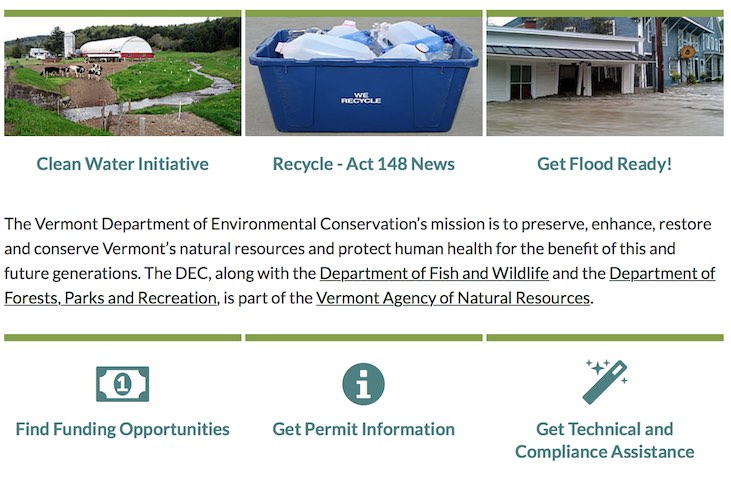 WE
RECYCLE
Clean Water Initiative
Recycle - Act 148 News
Get Flood Ready!
The Vermont Department of Environmental Conservation's mission is to preserve, enhance, restore
and conserve Vermont's natural resources and protect human health for the benefit of this and
future generations. The DEC, along with the Department of Fish and Wildlife and the Department of
Forests, Parks and Recreation, is part of the Vermont Agency of Natural Resources.
1
Find Funding Opportunities
Get Permit Information
Get Technical and
Compliance Assistance